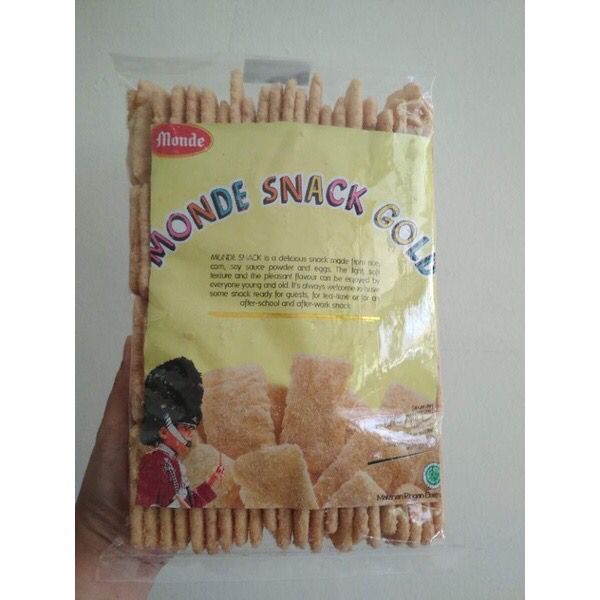 Monde
MONDE SNACK GOLD
MONDE SNACK is a delicious snack made from rice,
corn, soy sauce powder and eggs. The light, soft
texture and the pleasant flavour can be enjoyed by
everyone young and old. It's always welcome to have
some snack ready for guests, for tea-time or for an
after-school and after-work snack.
Makanan Ringan